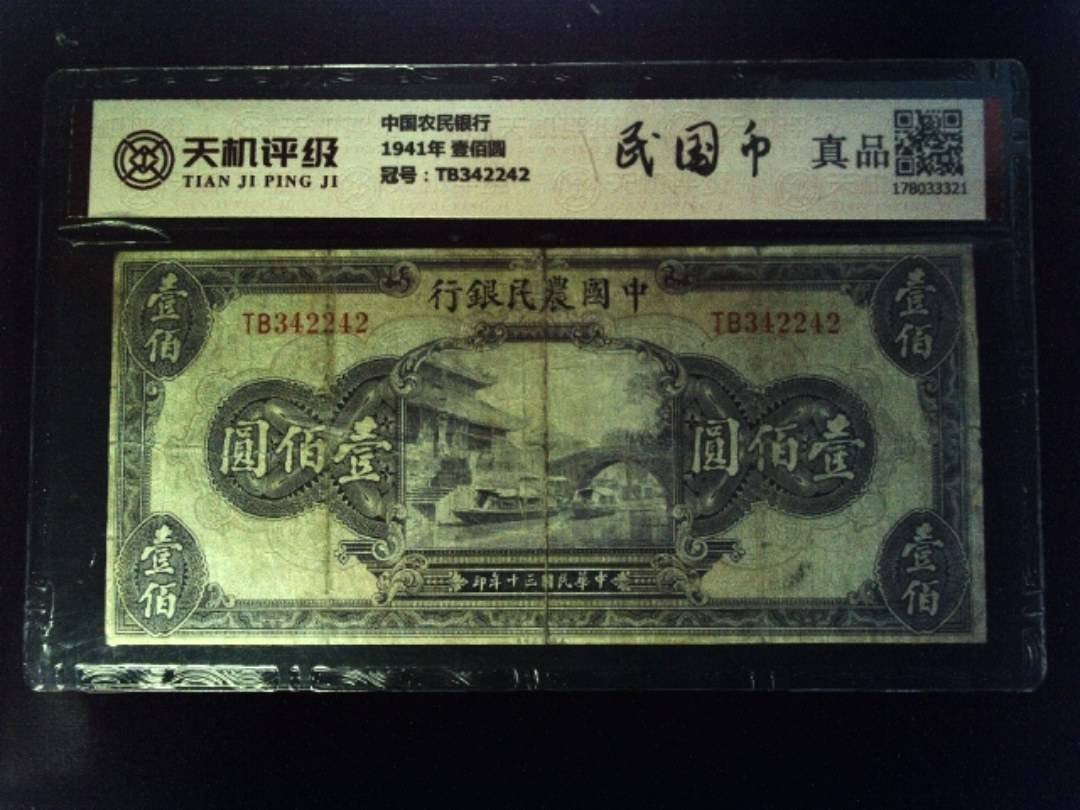 天机评级
TIAN JI PING JI
中国农民银行
1941年 壹佰圆
冠号：TB342242
民国币
真品
178033321
行銀民農國中
壹佰
壹佰
TB342242
TB342242
圓佰壹
圓佰壹
壹佰
壹佰
印年十三國民華中